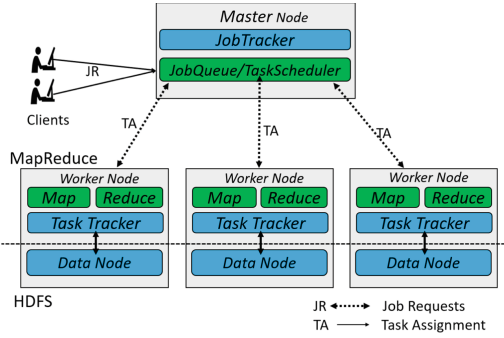 Master Node
JobTracker
JobQueue/TaskScheduler
JR
Clients
TA
TA
TA
MapReduce
Worker Node
Map Reduce
Task Tracker
Data Node
Worker Node
Map Reduce
Task Tracker
Data Node
Worker Node
Map Reduce
Task Tracker
Data Node
HDFS
JR Job Requests
TA Task Assignment